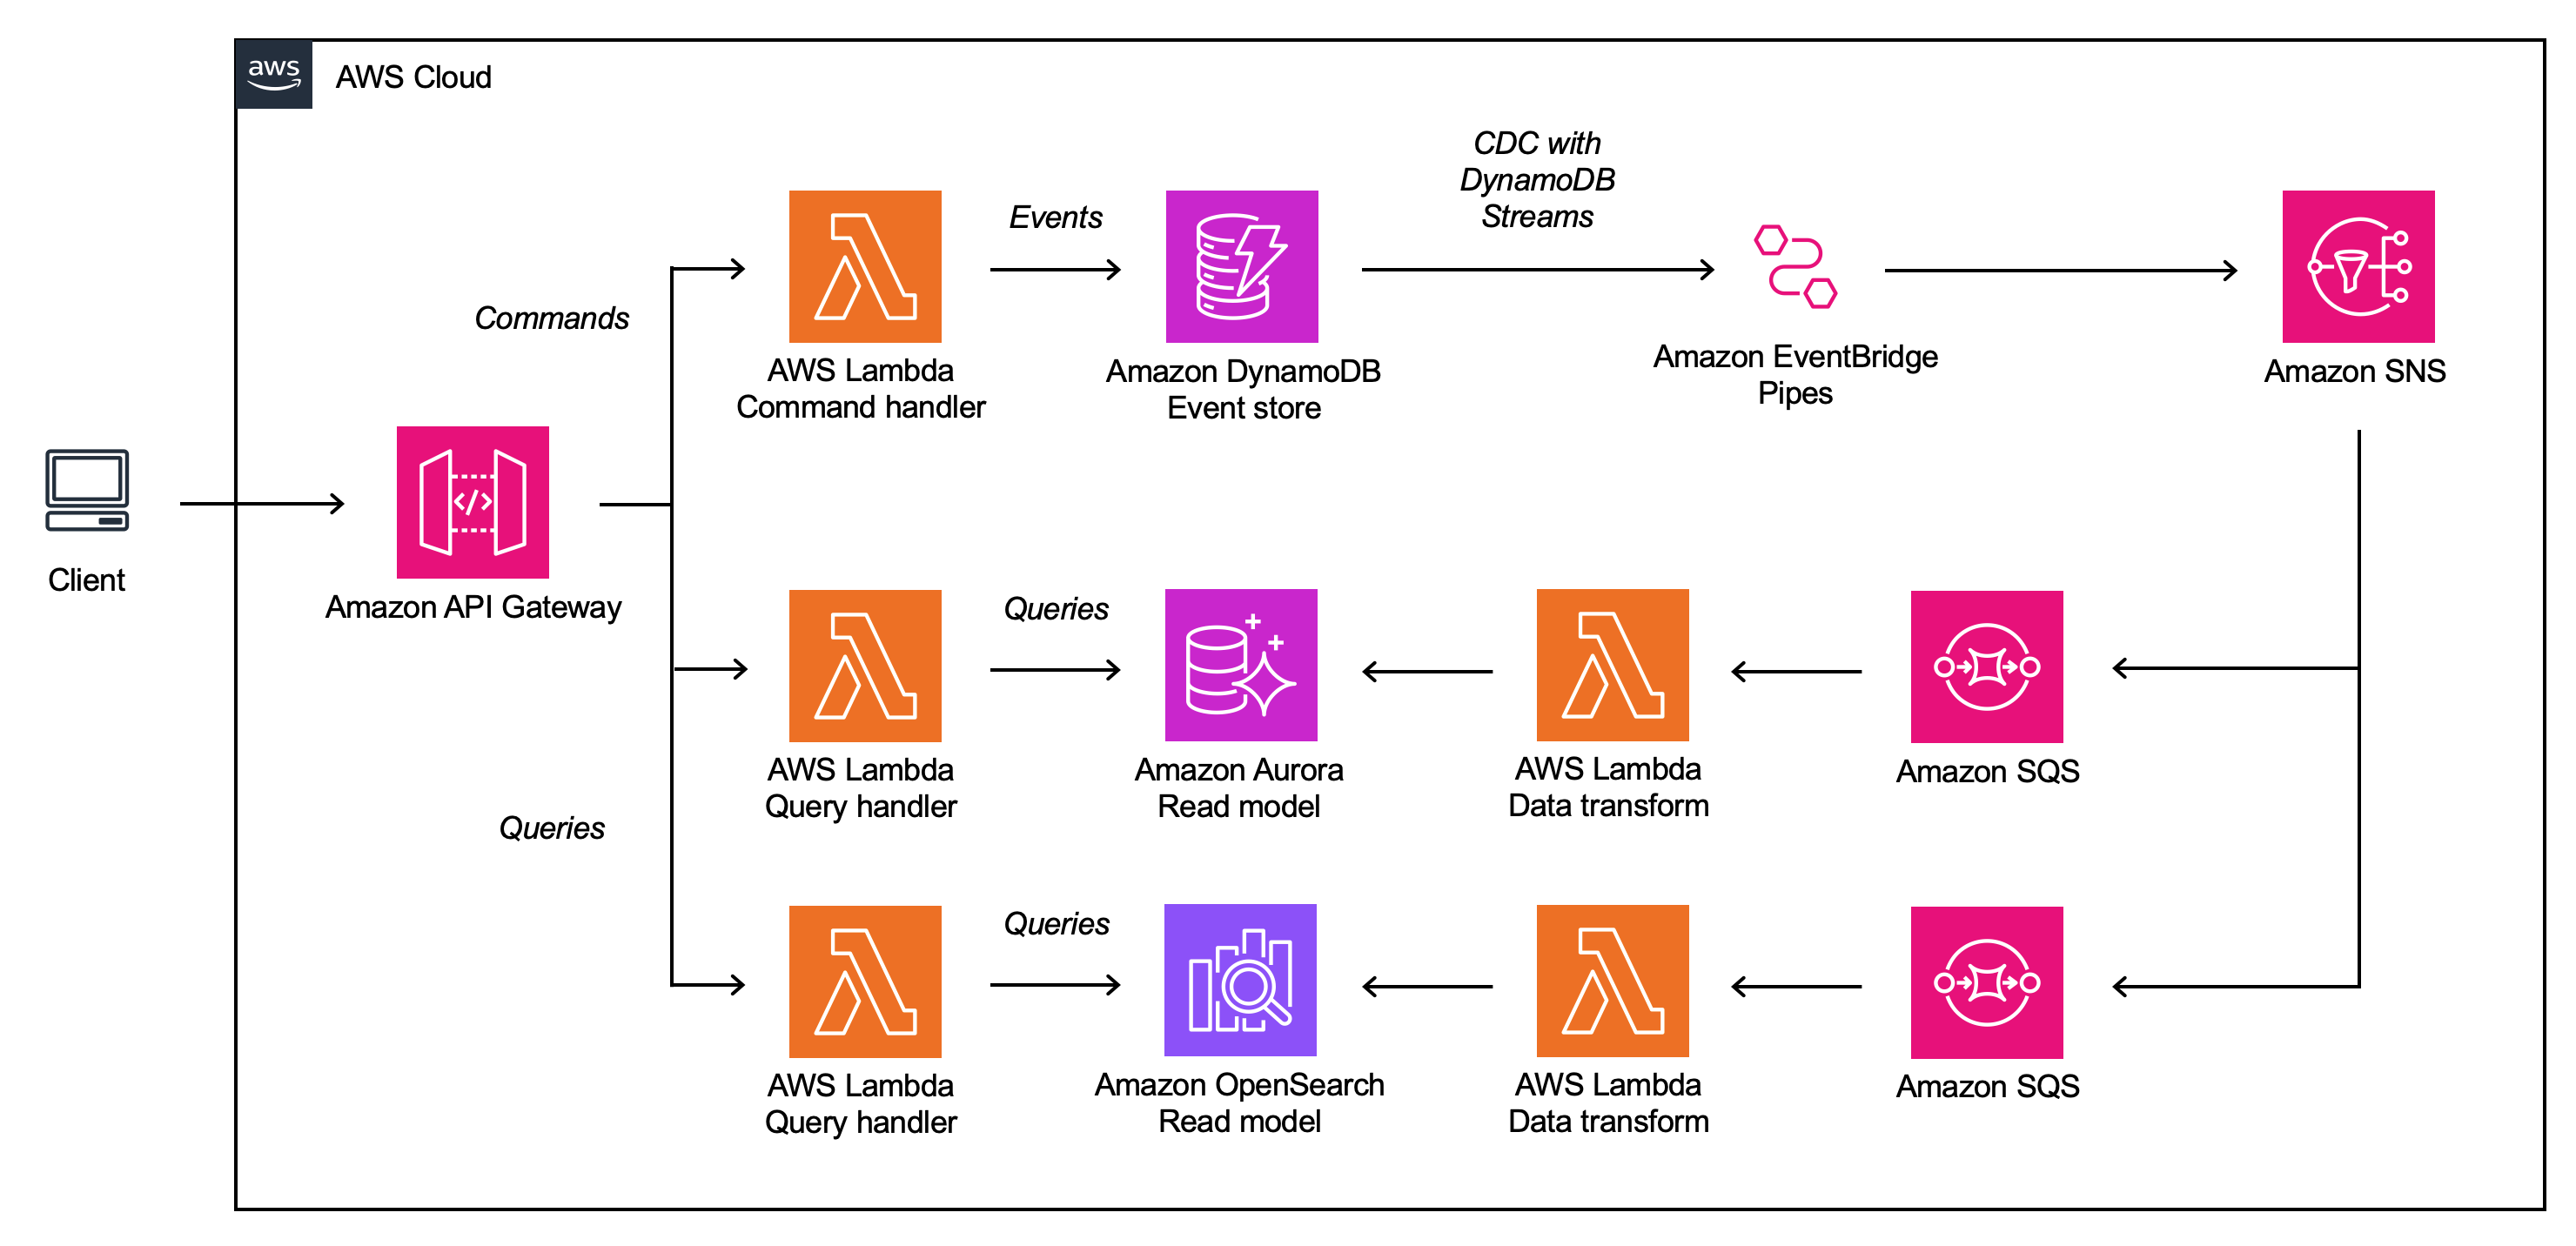 aws
AWS Cloud
CDC with
DynamoDB
Streams
Events
Commands
AWS Lambda
Command handler
Amazon DynamoDB
Event store
Amazon EventBridge
Pipes
Amazon SNS
Client
</>
Amazon API Gateway
Queries
AWS Lambda
Query handler
Amazon Aurora
Read model
AWS Lambda
Data transform
Amazon SQS
Queries
Queries
AWS Lambda
Query handler
Amazon OpenSearch
Read model
AWS Lambda
Data transform
Amazon SQS